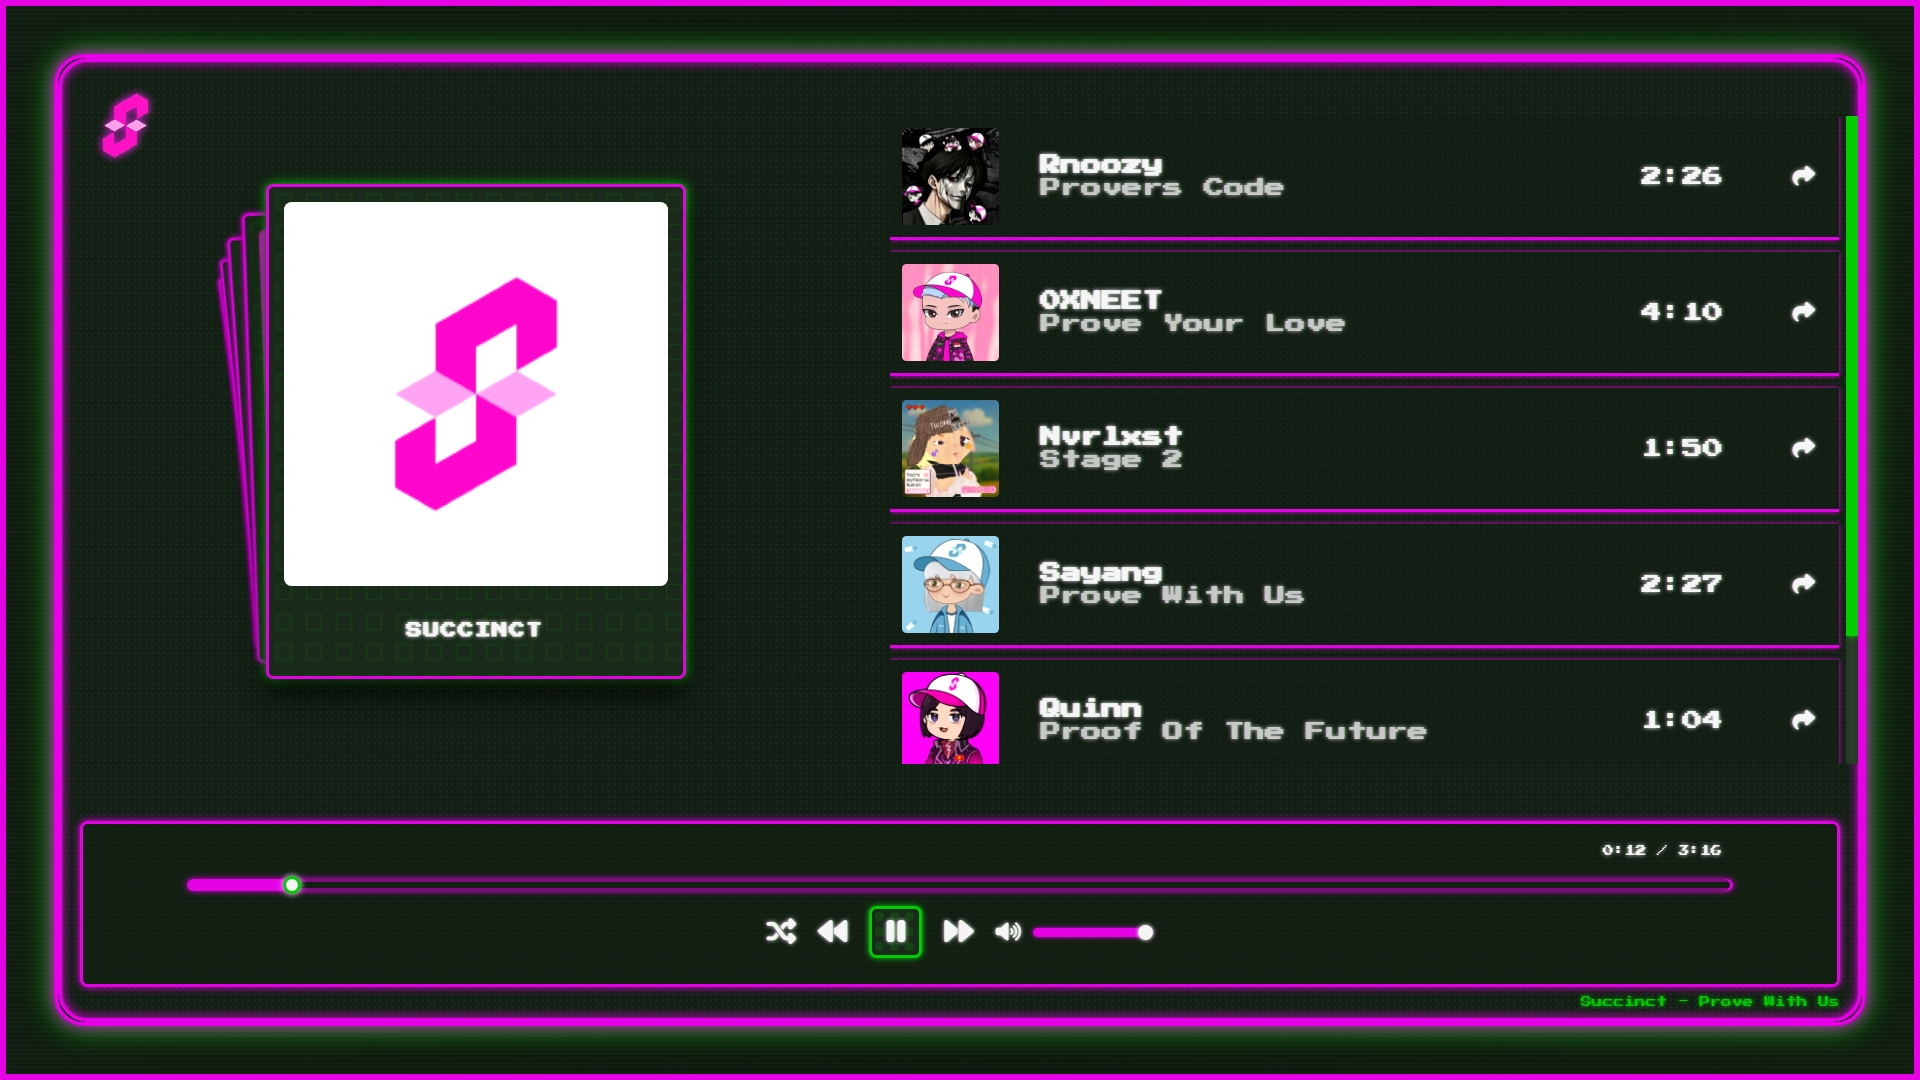 SUCCINCT
Rnoozy
Provers Code
2:26
OXNEET
Prove Your Love
4:10
Nvrlxst
Stage 2
1:50
Sayang
Prove With Us
2:27
Quinn
Proof Of The Future
1:04
0:12 / 3:16
Succinct - Prove With Us